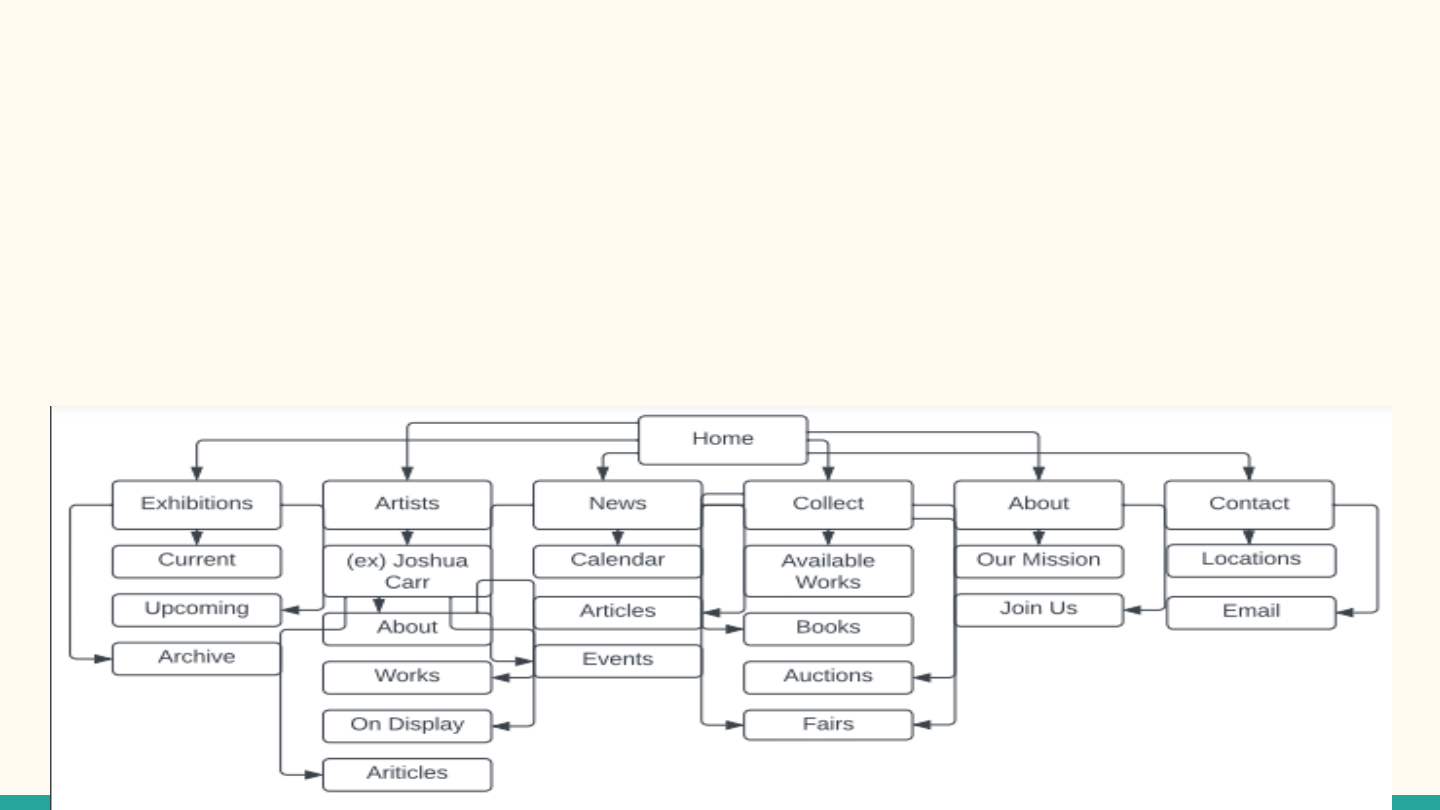 Home
Exhibitions
Artists
News
Collect
About
Contact
Current
(ex) Joshua
Carr
Calendar
Available
Works
Our Mission
Locations
Upcoming
About
Articles
Books
Join Us
Email
Archive
Works
Events
Auctions
On Display
Fairs
Ariticles